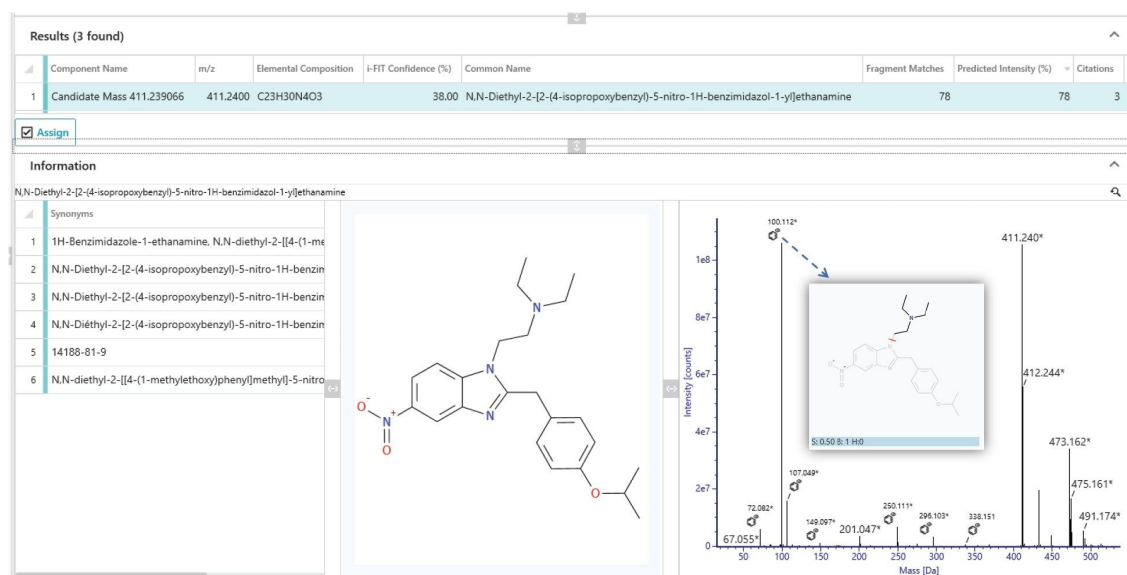 Results (3 found)
Component Name m/z Elemental Composition i-FIT Confidence (%) Common Name Fragment Matches Predicted Intensity (%) Citations
1 Candidate Mass 411.239066 411.2400 C23H30N4O3 38.00 N,N-Diethyl-2-[2-(4-isopropoxybenzyl)-5-nitro-1H-benzimidazol-1-yl]ethanamine 78 78 3
Assign
Information
N,N-Diethyl-2-[2-(4-isopropoxybenzyl)-5-nitro-1H-benzimidazol-1-yl]ethanamine
Synonyms
1 1H-Benzimidazole-1-ethanamine, N,N-diethyl-2-[[4-(1-me
2 N,N-Diethyl-2-[2-(4-isopropoxybenzyl)-5-nitro-1H-benzin
3 N,N-Diethyl-2-[2-(4-isopropoxybenzyl)-5-nitro-1H-benzin
4 N,N-Diéthyl-2-[2-(4-isopropoxybenzyl)-5-nitro-1H-benzin
5 14188-81-9
6 N,N-diethyl-2-[[4-(1-methylethoxy)phenyl]methyl]-5-nitro
N
N
N
O-
N+
O
O
100.112*
411.240*
1e8
8e7
6e7
4e7
2e7
0
Intensity [counts]
N
S: 0.50 B: 1 H:0
412.244*
473.162*
475.161*
491.174*
107.049*
72.082*
67.055*
149.097*
201.047*
250.111*
296.103*
338.151
50 100 150 200 250 300 350 400 450 500
Mass [Da]